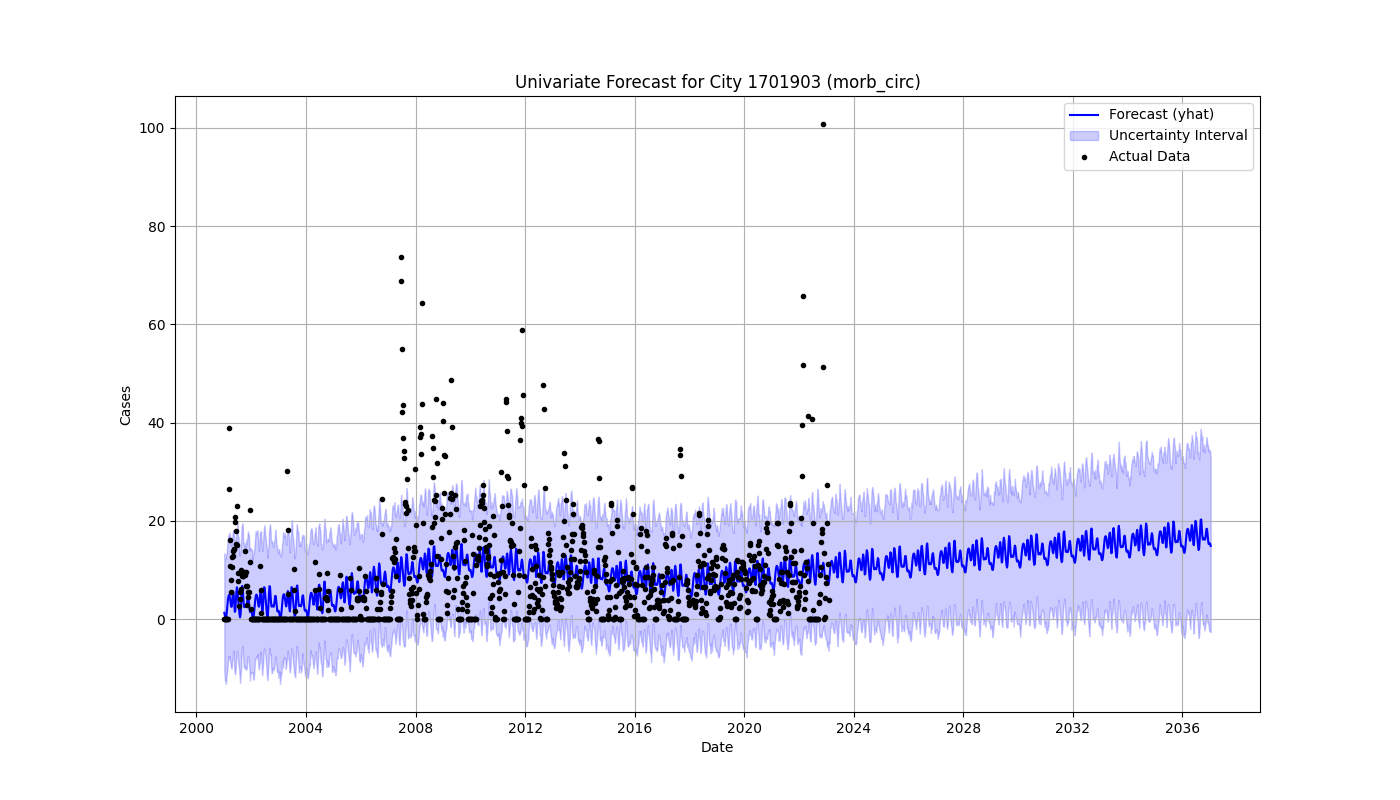 Univariate Forecast for City 1701903 (morb_circ)
Forecast (yhat)
Uncertainty Interval
Actual Data
100
80
60
40
20
0
Cases
2000 2004 2008 2012 2016 2020 2024 2028 2032 2036
Date